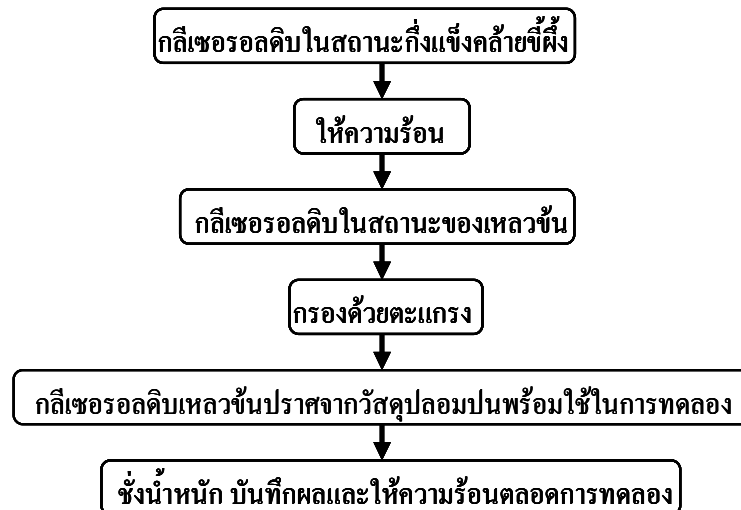 กลีเซอรอลดิบในสถานะกึ่งแข็งคล้ายขี้ผึ้ง
ให้ความร้อน
กลีเซอรอลดิบในสถานะของเหลวข้น
กรองด้วยตะแกรง
กลีเซอรอลดิบเหลวข้นปราศจากวัสดุปลอมปนพร้อมใช้ในการทดลอง
ชั่งน้ำหนัก บันทึกผลและให้ความร้อนตลอดการทดลอง